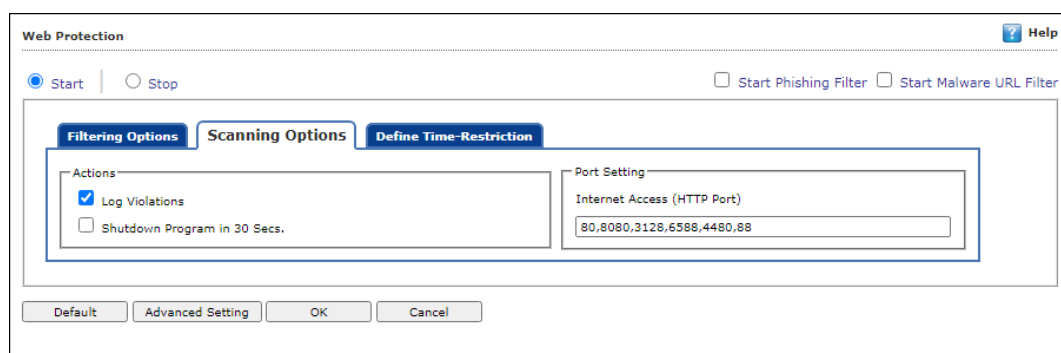 Web Protection
Help
Start
Stop
Start Phishing Filter
Start Malware URL Filter
Filtering Options
Scanning Options
Define Time-Restriction
Actions
Log Violations
Shutdown Program in 30 Secs.
Port Setting
Internet Access (HTTP Port)
80,8080,3128,6588,4480,88
Default
Advanced Setting
OK
Cancel